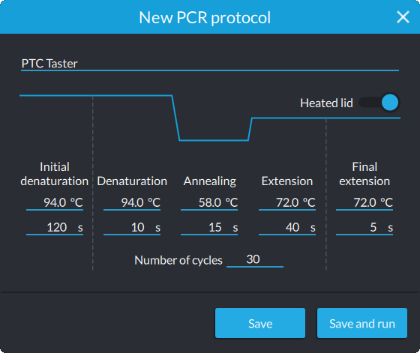 New PCR protocol
PTC Taster
Heated lid
Initial denaturation Denaturation Annealing Extension Final extension
94.0 °C 94.0 °C 58.0 °C 72.0 °C 72.0 °C
120 s 10 s 15 s 40 s 5 s
Number of cycles 30
Save Save and run